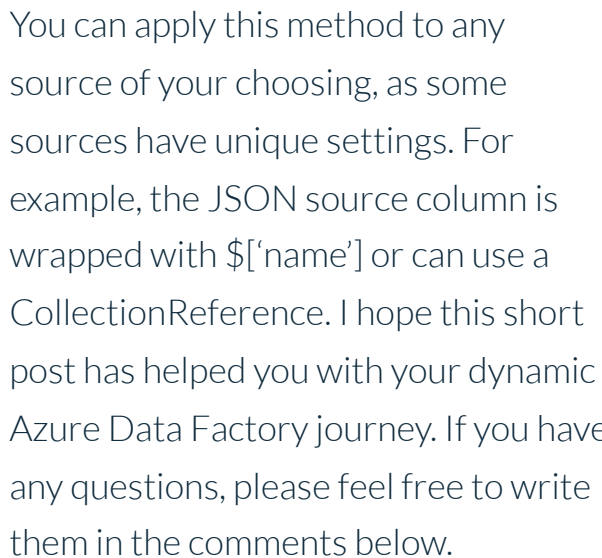 You can apply this method to any
source of your choosing, as some
sources have unique settings. For
example, the JSON source column is
wrapped with $[‘name’] or can use a
CollectionReference. I hope this short
post has helped you with your dynamic
Azure Data Factory journey. If you have
any questions, please feel free to write
them in the comments below.